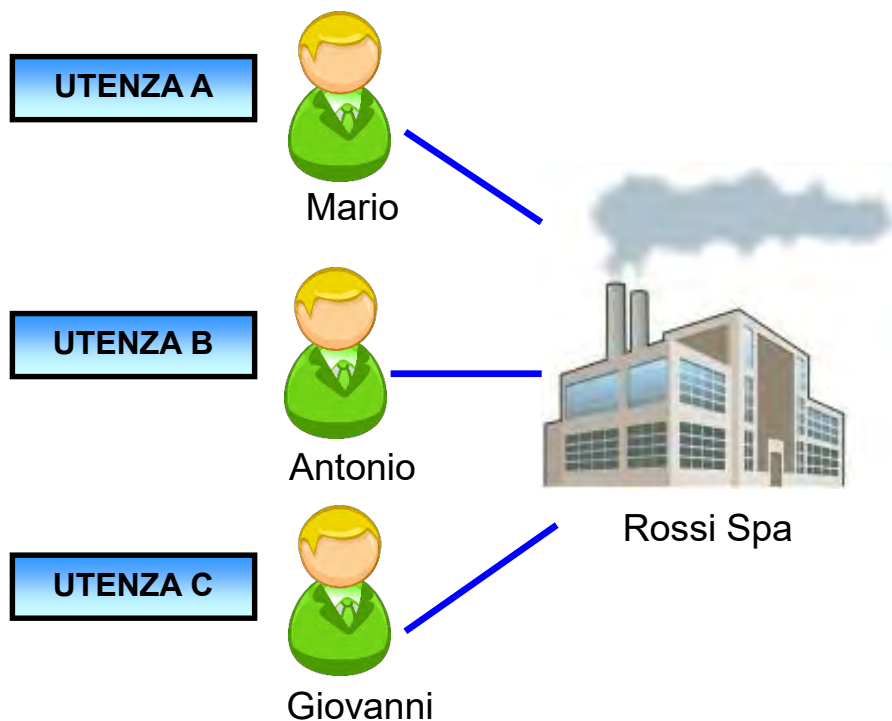 UTENZA A
Mario
UTENZA B
Antonio
Rossi Spa
UTENZA C
Giovanni